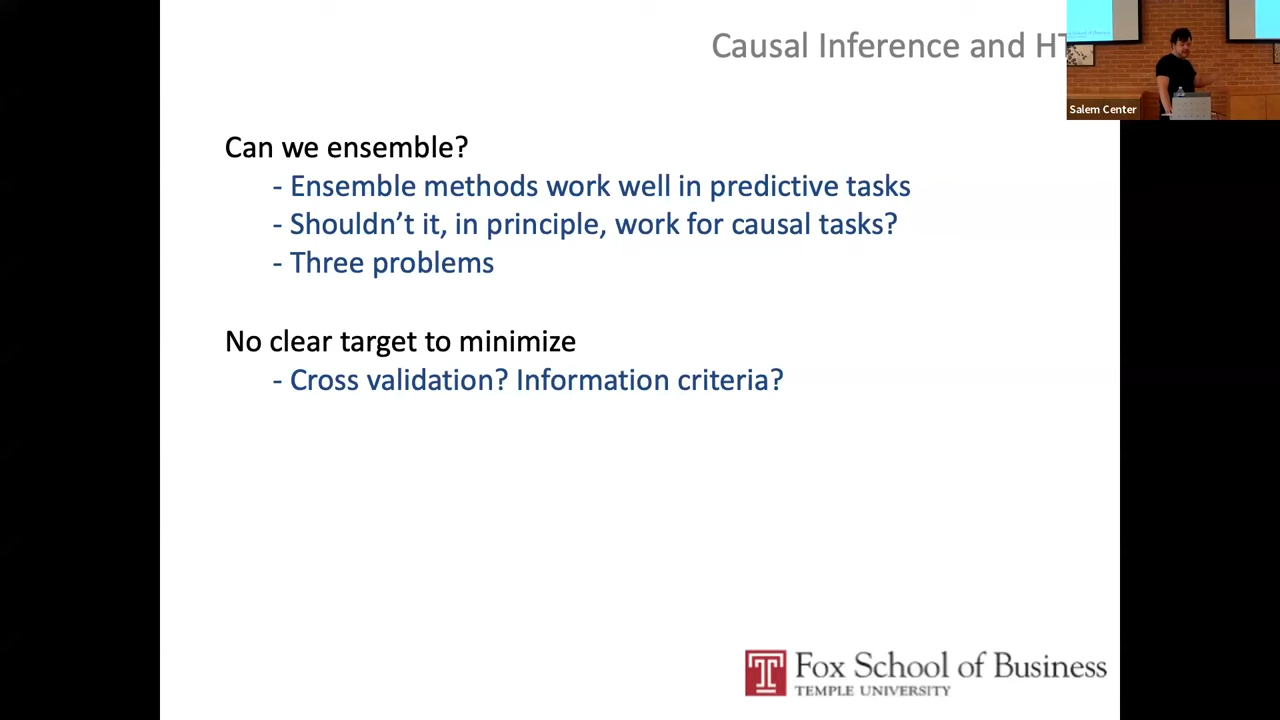 Causal Inference and HT
Salem Center
Can we ensemble?
- Ensemble methods work well in predictive tasks
- Shouldn't it, in principle, work for causal tasks?
- Three problems
No clear target to minimize
- Cross validation? Information criteria?
Fox School of Business
TEMPLE UNIVERSITY